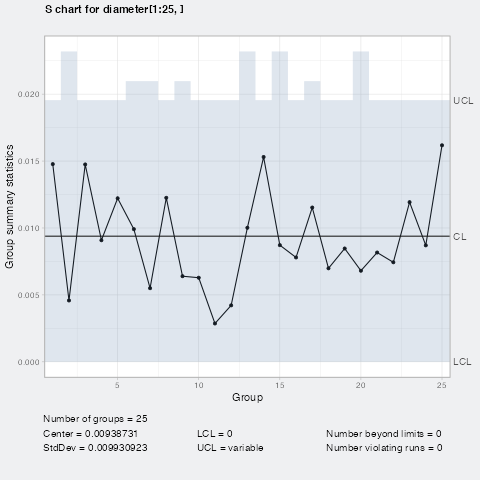 S chart for diameter[1:25, ]
Group summary statistics
0.020
0.015
0.010
0.005
0.000
UCL
CL
LCL
5 10 15 20 25
Group
Number of groups = 25
Center = 0.00938731 LCL = 0 Number beyond limits = 0
StdDev = 0.009930923 UCL = variable Number violating runs = 0